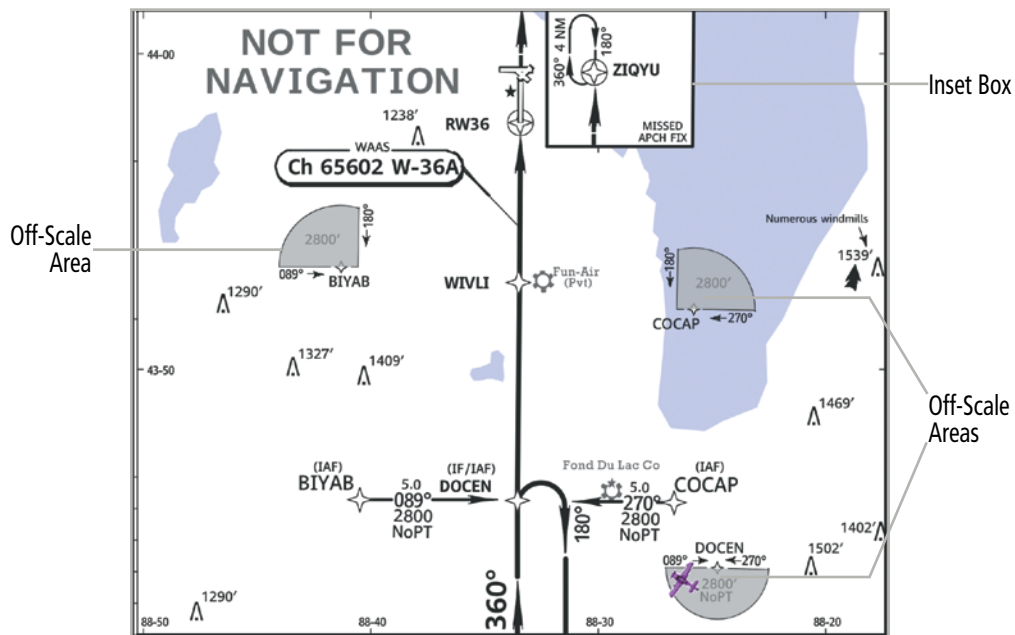 NOT FOR
NAVIGATION
44-00
360° 4 NM
180°
ZIQYU
MISSED
APCH FIX
Inset Box
1238'
RW36
WAAS
Ch 65602 W-36A
Off-Scale
Area
2800'
180°
089°
BIYAB
1290'
WIVLI
Fun-Air
(Pvt)
Numerous windmills
1539'
180°
2800'
COCAP
270°
1327'
1409'
43-50
1469'
Off-Scale
Areas
(IAF)
BIYAB
5.0
089°
2800
NoPT
(IF/IAF)
DOCEN
Fond Du Lac Co
180°
5.0
270°
2800
NoPT
(IAF)
COCAP
1402'
1502'
DOCEN
089°
270°
2800'
NoPT
360°
1290'
88-50
88-40
88-30
88-20